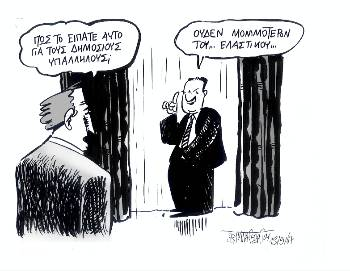 ΠΩΣ ΤΟ ΕΙΠΑΤΕ ΑΥΤΟ
ΓΙΑ ΤΟΥΣ ΔΗΜΟΣΙΟΥΣ
ΥΠΑΛΛΗΛΟΥΣ;
ΟΥΔΕΝ ΜΟΝΙΜΟΤΕΡΟΝ
ΤΟΥ... ΕΛΑΣΤΙΚΟΥ...